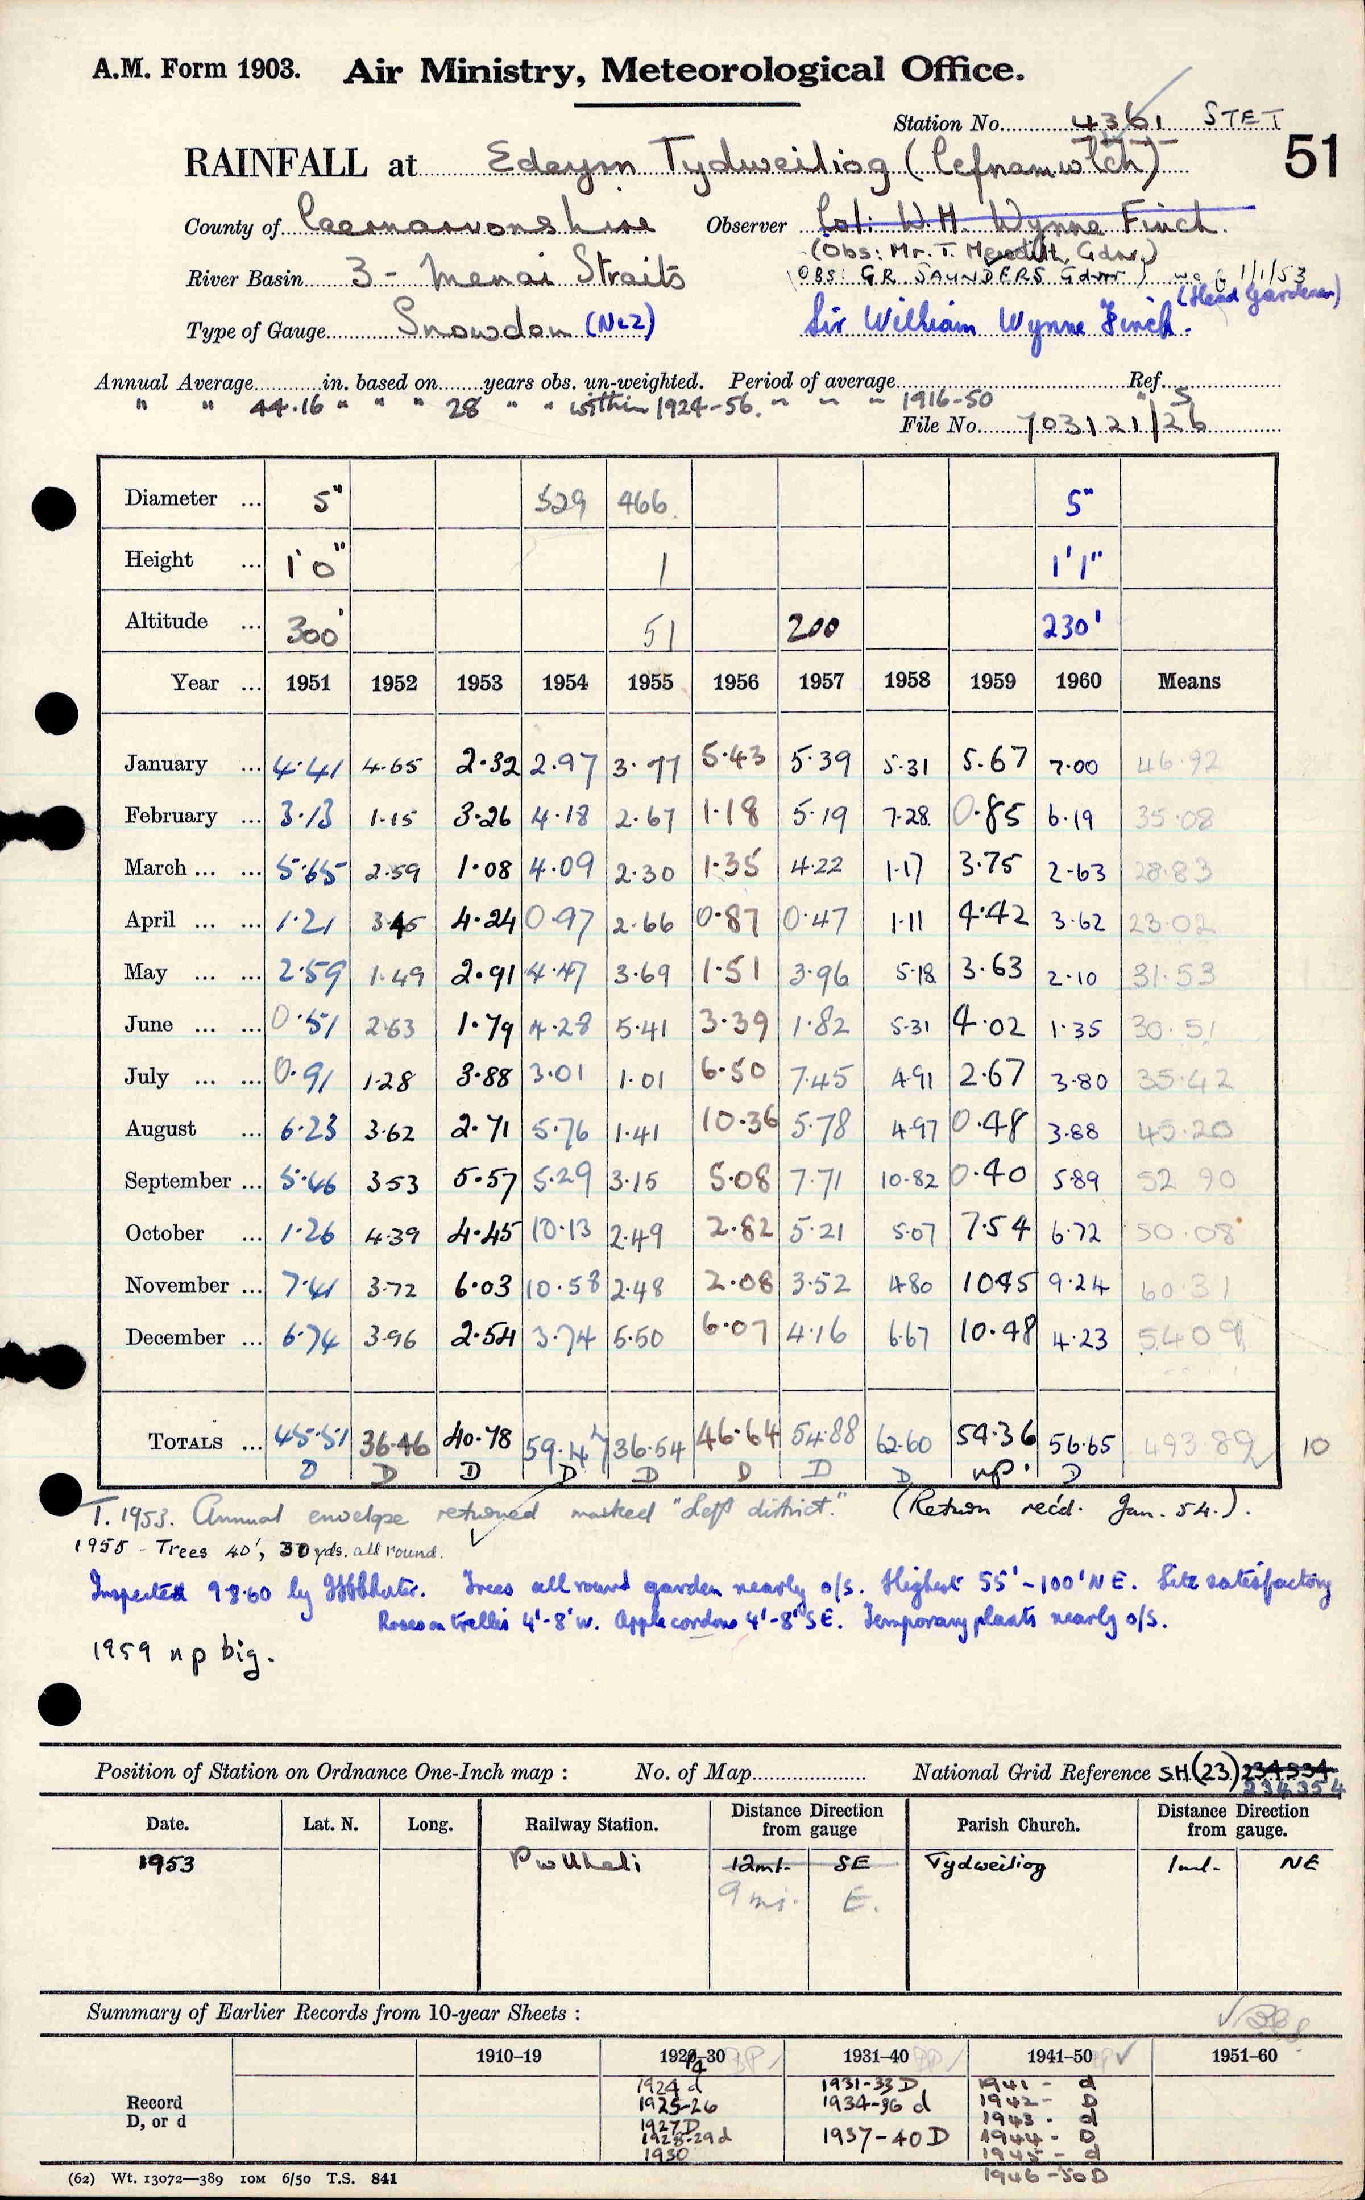 A.M. Form 1903. Air Ministry, Meteorological Office.
Station No. 4361 STET
51
RAINFALL at Edeyrn Tydweiliog (Cefnamwlch)
County of Caernarvonshire Observer Col: W.H. Wynne Finch.
(Obs: Mr. T. Meredith, Gdnr)
River Basin 3 - Menai Straits (OBS: G.R. SAUNDERS Gdnr) 1/1/53
(Head Gardener)
Type of Gauge Snowdon (No2) Sir William Wynne Finch.
Annual Average in. based on years obs. un-weighted. Period of average Ref.
" " 44.16 " " " 28 " " within 1924-56. " " " 1916-50 " 5
File No. 703121/26
Diameter ... 5" 529 466. 5"
Height ... 1'0" 1 1'1"
Altitude ... 300' 51 200 230'
Year ... 1951 1952 1953 1954 1955 1956 1957 1958 1959 1960 Means
January ... 4.41 4.65 2.32 2.97 3.77 5.43 5.39 5.31 5.67 7.00 46.92
February ... 3.13 1.15 3.26 4.18 2.67 1.18 5.19 7.28 0.85 6.19 35.08
March ... ... 5.65 2.59 1.08 4.09 2.30 1.35 4.22 1.17 3.75 2.63 28.83
April ... ... 1.21 3.45 4.24 0.97 2.66 0.87 0.47 1.11 4.42 3.62 23.02
May ... ... 2.59 1.49 2.91 4.47 3.69 1.51 3.96 5.18 3.63 2.10 31.53
June ... ... 0.51 2.63 1.79 4.28 5.41 3.39 1.82 5.31 4.02 1.35 30.51
July ... ... 0.91 1.28 3.88 3.01 1.01 6.50 7.45 4.91 2.67 3.80 35.42
August ... 6.23 3.62 2.71 5.76 1.41 10.36 5.78 4.97 0.48 3.88 45.20
September ... 5.46 3.53 5.57 5.29 3.15 5.08 7.71 10.82 0.40 5.89 52.90
October ... 1.26 4.39 4.45 10.13 2.49 2.82 5.21 5.07 7.54 6.72 50.08
November ... 7.41 3.72 6.03 10.58 2.48 2.08 3.52 4.80 10.45 9.24 60.31
December ... 6.74 3.96 2.54 3.74 5.50 6.07 4.16 6.67 10.48 4.23 54.09
TOTALS ... 45.51 36.46 40.78 59.47 36.54 46.64 54.88 62.60 54.36 56.65 493.89 10
D D D D D D D D np. D
T. 1953. Annual envelope returned marked "Left district." (Return rec'd. Jan. 54.).
1955 - Trees 40', 30 yds. all round.
Inspected 9.8.60 by Trees all round garden nearly o/s. Highest 55'-100' NE. Site satisfactory
Roses on trellis 4'-8' W. Apple cordons 4'-8' SE. Temporary plants nearly o/s.
1959 n p big.
Position of Station on Ordnance One-Inch map : No. of Map National Grid Reference SH (23) 234534
234354
Date. Lat. N. Long. Railway Station. Distance Direction from gauge Parish Church. Distance Direction from gauge.
1953 Pwllheli 12ml. SE Tydweiliog 1ml. NE
9 mi. E.
Summary of Earlier Records from 10-year Sheets :
1910–19 1920–30 1931–40 1941–50 1951–60
Record D, or d
1924 d 1931-33 D 1941 - d
1925-26 1934-36 d 1942 - D
1927 D 1943 - d
1928-29 d 1937-40 D 1944 - D
1930 1945 - d
1946-50 D
(62) Wt. 13072—389 10M 6/50 T.S. 841